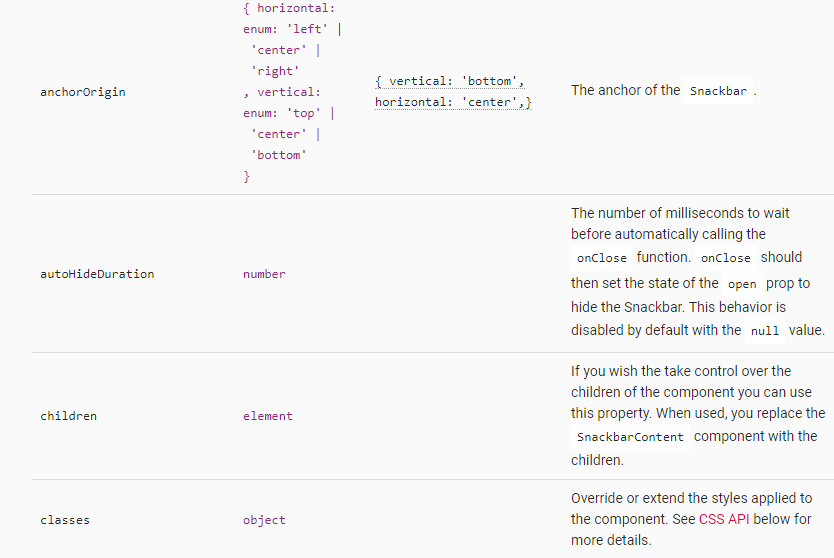 { horizontal:
enum: 'left' |
'center' |
'right'
, vertical:
enum: 'top' |
'center' |
'bottom'
}
anchorOrigin
{ vertical: 'bottom',
horizontal: 'center',}
The anchor of the Snackbar .
autoHideDuration
number
The number of milliseconds to wait
before automatically calling the
onClose function. onClose should
then set the state of the open prop to
hide the Snackbar. This behavior is
disabled by default with the null value.
children
element
If you wish the take control over the
children of the component you can use
this property. When used, you replace the
SnackbarContent component with the
children.
classes
object
Override or extend the styles applied to
the component. See CSS API below for
more details.